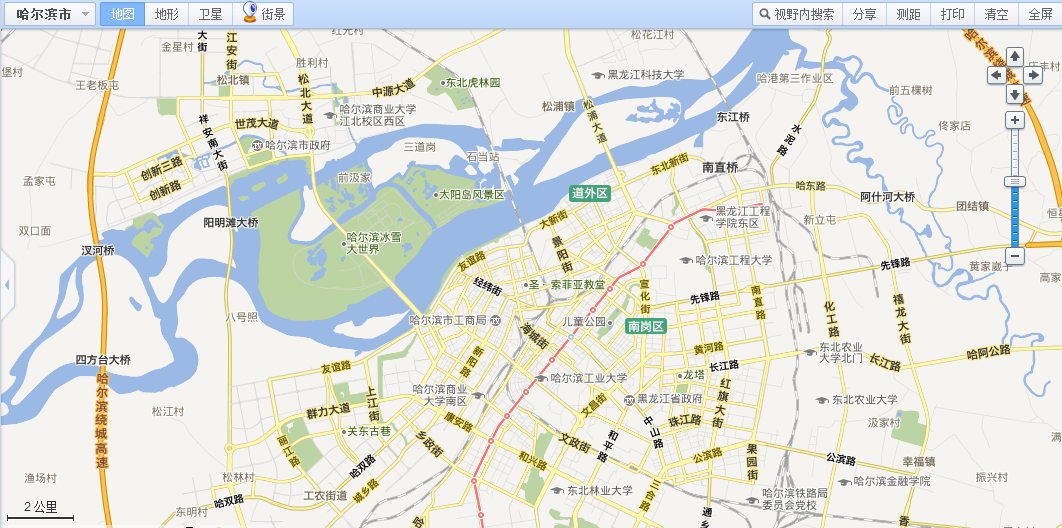 哈尔滨市
地图
地形
卫星
街景
视野内搜索
分享
测距
打印
清空
全屏
大街
江安街
金星村
胜利村
松花江村
堡村
王老板屯
松北镇
松北大道
中源大道
东北虎林园
黑龙江科技大学
哈港第三作业区
前五棵树
哈尔滨商业大学
江北校区西区
松浦镇
松浦大道
东江桥
佟家店
祥安南大街
世茂大道
哈尔滨市政府
三道岗
石当站
水泥路
创新三路
创新路
孟家屯
前汲家
太阳岛风景区
道外区
东北新街
南直桥
哈东路
阿什河大桥
团结镇
双口面
阳明滩大桥
大新街
黑龙江工程
学院东区
新立屯
汊河桥
哈尔滨冰雪
大世界
景阳街
友谊路
经纬街
圣·索菲亚教堂
哈尔滨工程大学
先锋路
黄家崴子
高家
宣化街
先锋路
南直路
化工路
禧龙大街
八号照
哈尔滨市工商局
儿童公园
南岗区
海城街
四方台大桥
友谊路
新阳路
黄河路
长江路
东北农业
大学北门
长江路
哈阿公路
哈尔滨绕城高速
哈尔滨工业大学
龙塔
红旗大街
哈尔滨商业
大学南区
松江村
群力大道
上江街
文昌街
黑龙江省政府
东北农业大学
关东古巷
康安路
珠江路
中山路
汲家村
丽江路
乡政街
文政街
和平路
果园街
哈双路
和兴路
公滨路
公滨路
幸福镇
渔场村
松林村
振兴村
2 公里
工农街道
城乡路
东北林业大学
三合路
哈尔滨金融学院
哈双路
东明村
哈尔滨铁路局
委员会党校
通乡
香